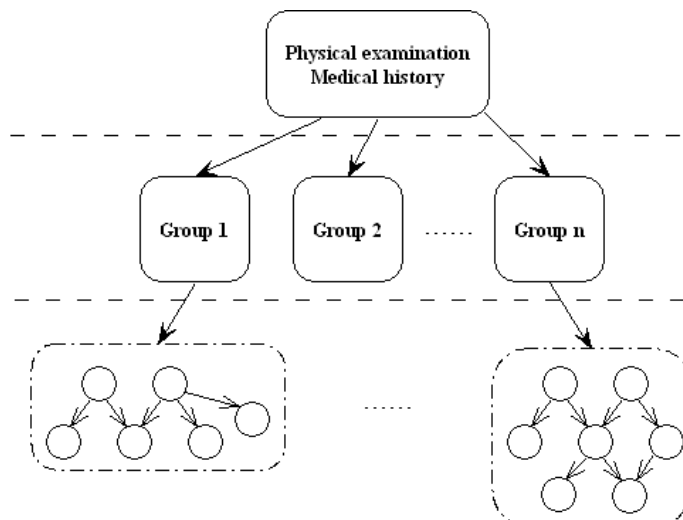 Physical examination
Medical history
Group 1
Group 2
......
Group n
......